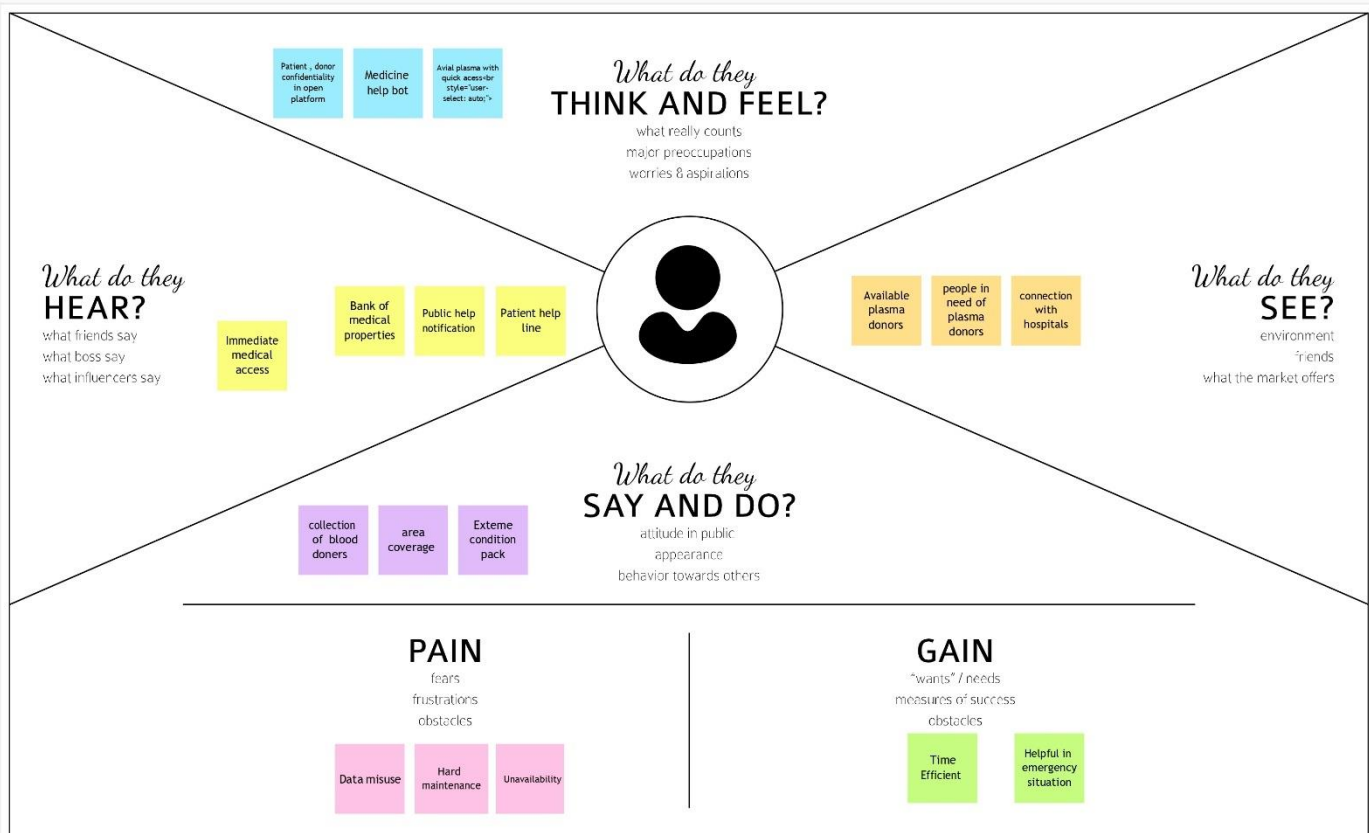 Patient , donor
confidentiality
in open
platform
Medicine
help bot
Avial plasma with
quick acess<br
style="user-
select: auto;">
What do they
THINK AND FEEL?
what really counts
major preoccupations
worries & aspirations
What do they
HEAR?
what friends say
what boss say
what influencers say
Immediate
medical
access
Bank of
medical
properties
Public help
notification
Patient help
line
Available
plasma
donors
people in
need of
plasma
donors
connection
with
hospitals
What do they
SEE?
environment
friends
what the market offers
What do they
SAY AND DO?
attitude in public
appearance
behavior towards others
collection
of blood
doners
area
coverage
Exteme
condition
pack
PAIN
fears
frustrations
obstacles
Data misuse
Hard
maintenance
Unavailability
GAIN
"wants" / needs
measures of success
obstacles
Time
Efficient
Helpful in
emergency
situation